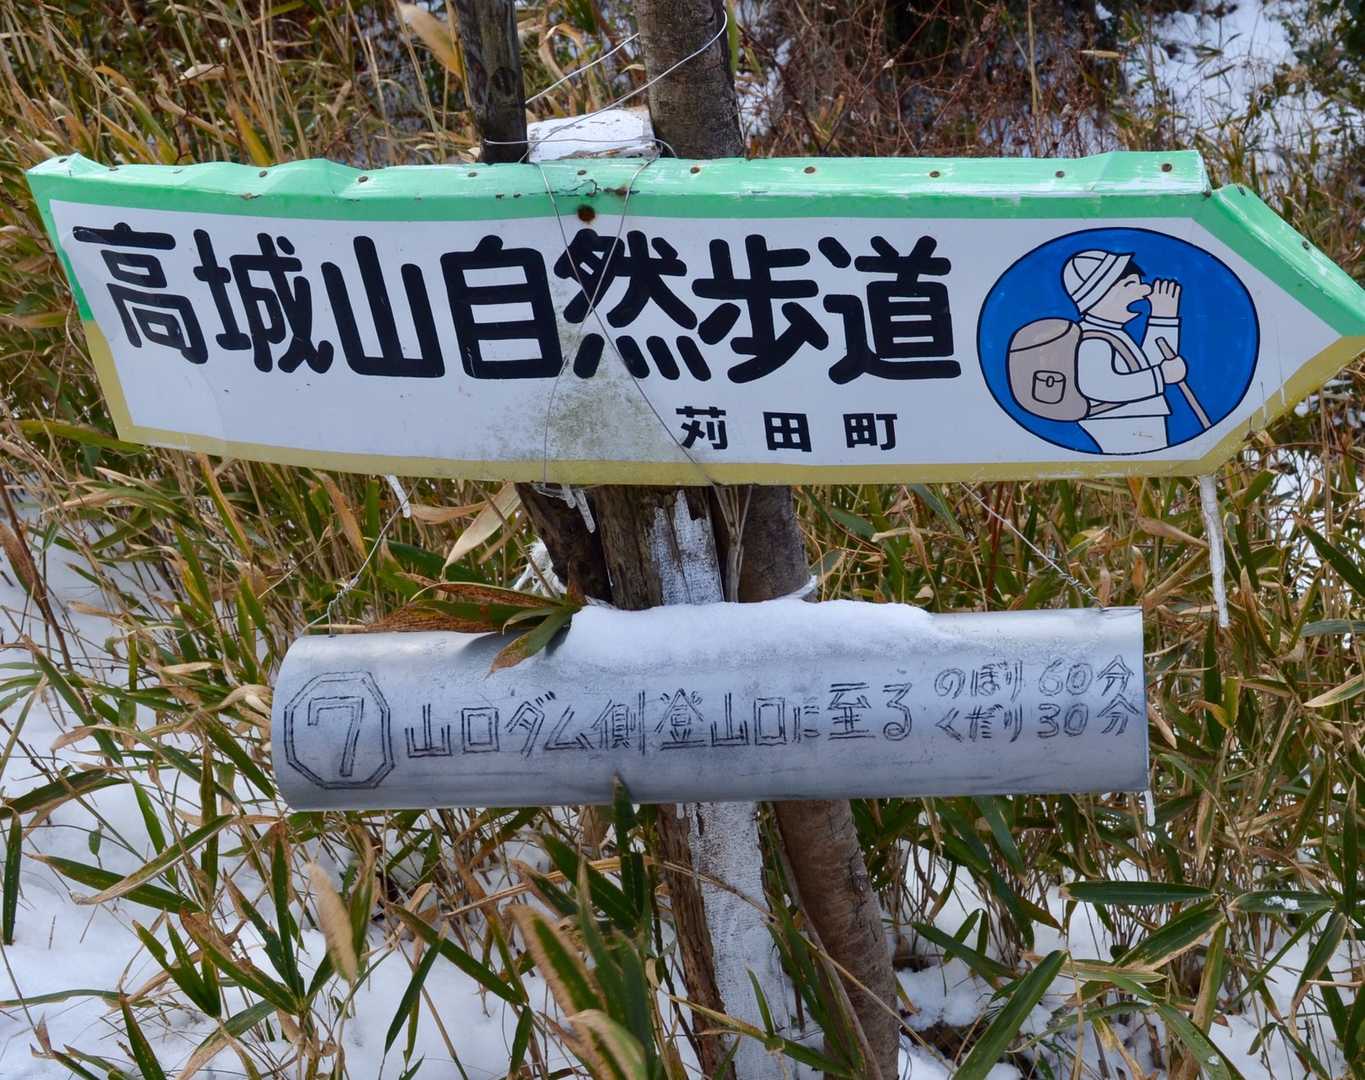 高城山自然歩道
苅田町
⑦ 山口ダム側登山口に至る
のぼり 60分
くだり 30分